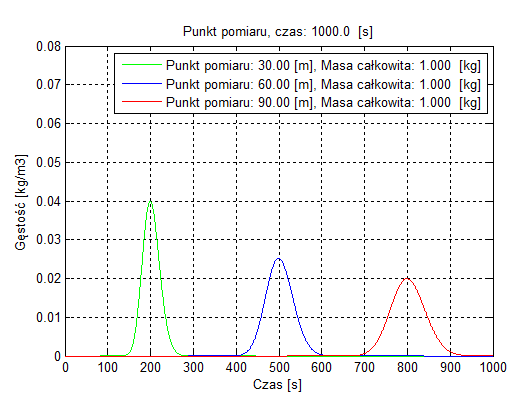 Punkt pomiaru, czas: 1000.0 [s]
0.08
0.07
0.06
0.05
0.04
0.03
0.02
0.01
0
Gęstość [kg/m3]
Punkt pomiaru: 30.00 [m], Masa całkowita: 1.000 [kg]
Punkt pomiaru: 60.00 [m], Masa całkowita: 1.000 [kg]
Punkt pomiaru: 90.00 [m], Masa całkowita: 1.000 [kg]
0 100 200 300 400 500 600 700 800 900 1000
Czas [s]